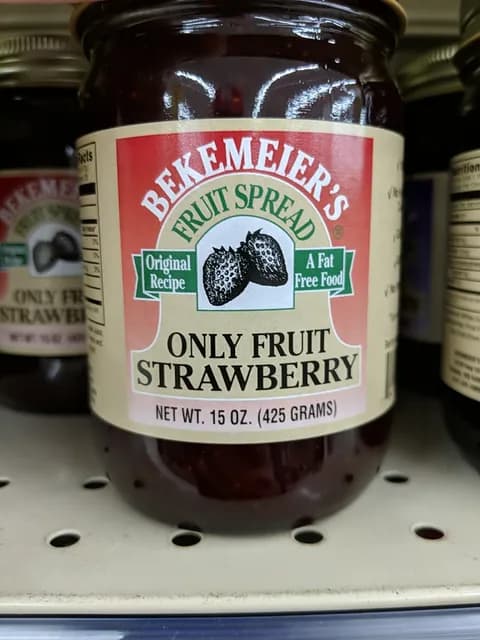 BEKEMEIER'S
FRUIT SPREAD
®
Original
Recipe
A Fat
Free Food
ONLY FRUIT
STRAWBERRY
NET WT. 15 OZ. (425 GRAMS)